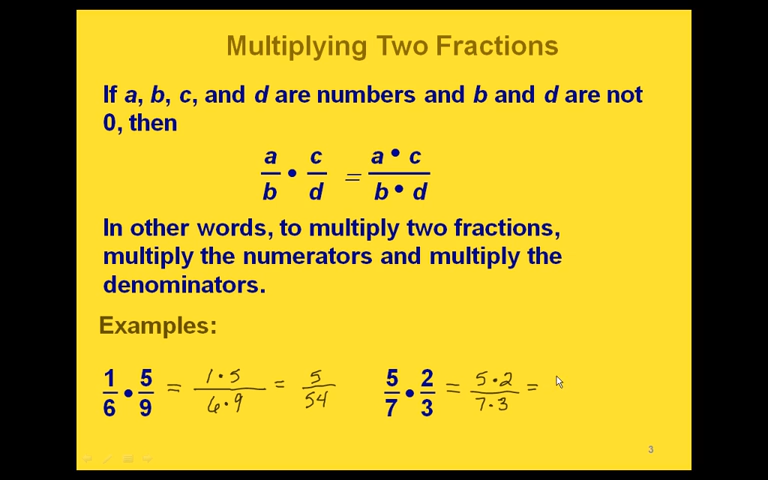 Multiplying Two Fractions
If a, b, c, and d are numbers and b and d are not
0, then
a/b • c/d = a • c / b • d
In other words, to multiply two fractions,
multiply the numerators and multiply the
denominators.
Examples:
1/6 • 5/9 = 1 • 5 / 6 • 9 = 5/54 5/7 • 2/3 = 5 • 2 / 7 • 3 =
3